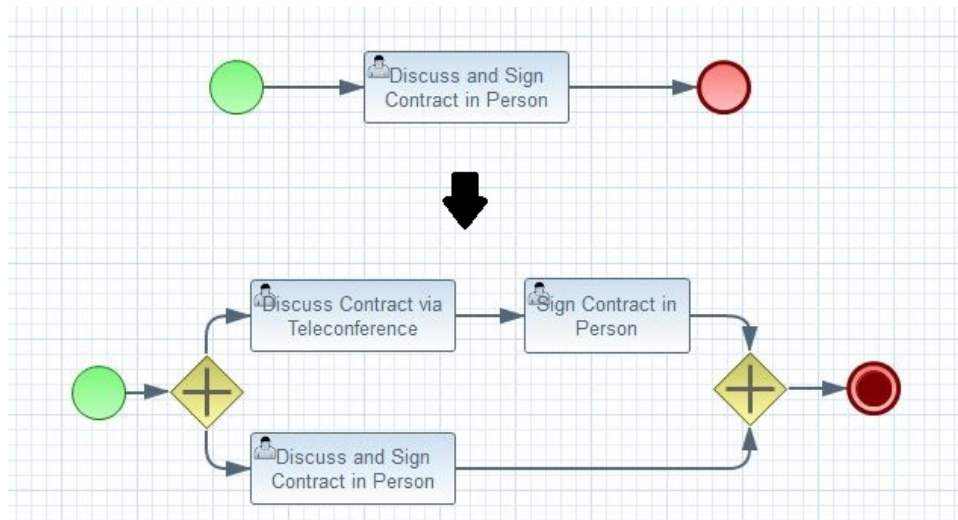 Discuss and Sign
Contract in Person
Discuss Contract via
Teleconference
Sign Contract in
Person
Discuss and Sign
Contract in Person